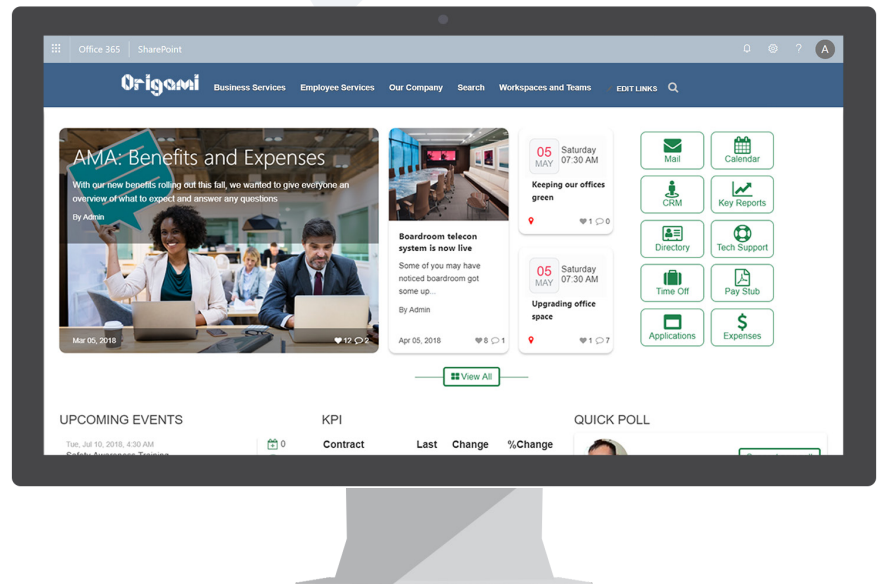 Office 365 SharePoint ? A
Origami Business Services Employee Services Our Company Search Workspaces and Teams EDIT LINKS
AMA: Benefits and Expenses
With our new benefits rolling out this fall, we wanted to give everyone an
overview of what to expect and answer any questions
By Admin
Mar 05, 2018 12 2
Boardroom telecon
system is now live
Some of you may have
noticed boardroom got
some up...
By Admin
Apr 05, 2018 8 1
05 Saturday
MAY 07:30 AM
Keeping our offices
green
1 0
05 Saturday
MAY 07:30 AM
Upgrading office
space
1 7
Mail Calendar
CRM Key Reports
Directory Tech Support
Time Off Pay Stub
Applications Expenses
View All
UPCOMING EVENTS KPI QUICK POLL
Tue, Jul 10, 2018, 4:30 AM 0 Contract Last Change %Change
Safety Awareness Training